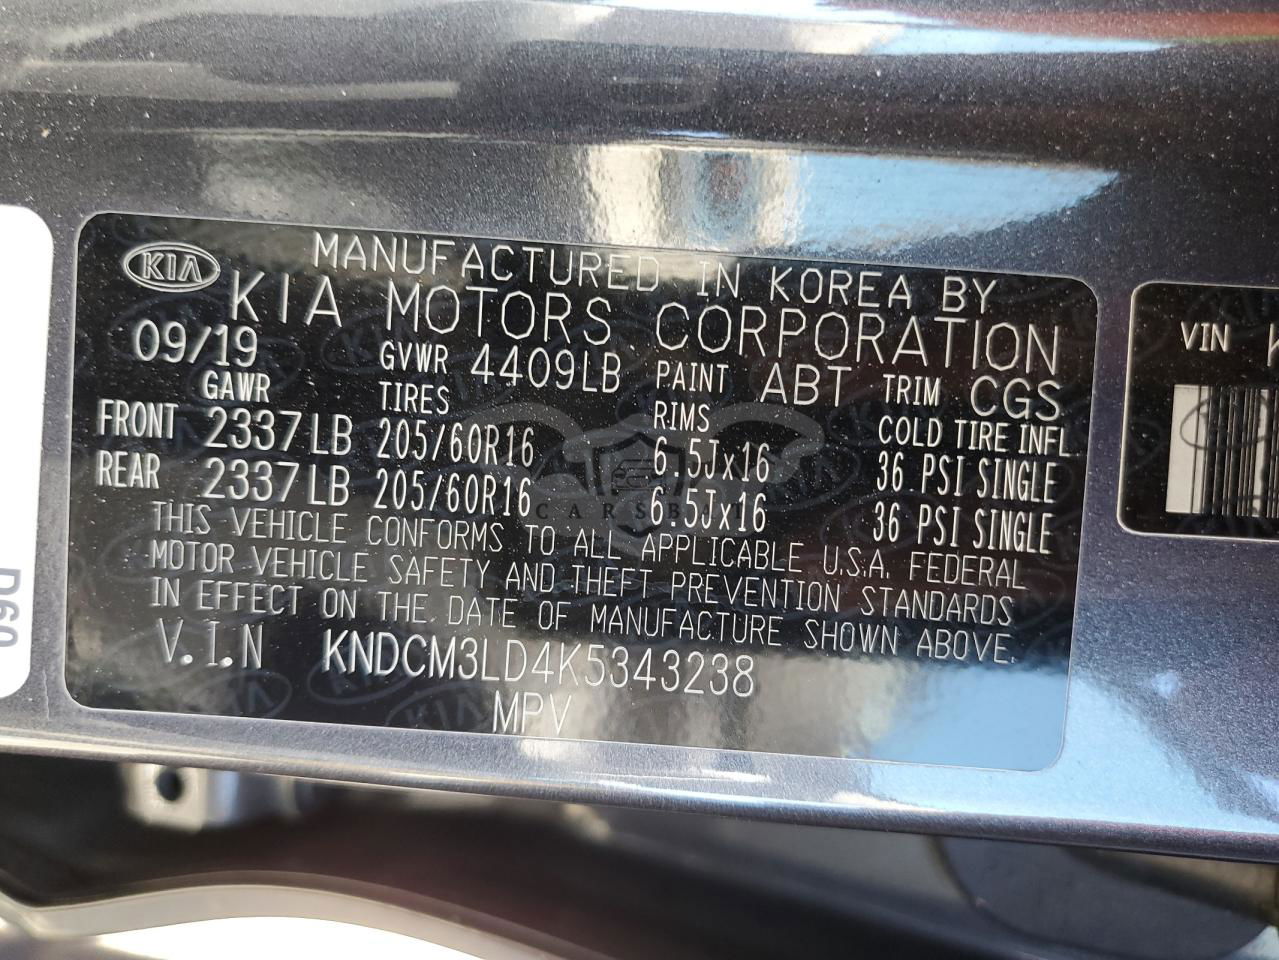 KIA
MANUFACTURED IN KOREA BY
KIA MOTORS CORPORATION
09/19 GVWR 4409LB PAINT ABT TRIM CGS
GAWR TIRES RIMS COLD TIRE INFL.
FRONT 2337LB 205/60R16 6.5Jx16 36 PSI SINGLE
REAR 2337LB 205/60R16 6.5Jx16 36 PSI SINGLE
THIS VEHICLE CONFORMS TO ALL APPLICABLE U.S.A. FEDERAL
MOTOR VEHICLE SAFETY AND THEFT PREVENTION STANDARDS
IN EFFECT ON THE DATE OF MANUFACTURE SHOWN ABOVE.
V.I.N KNDCM3LD4K5343238
MPV
VIN K
D60